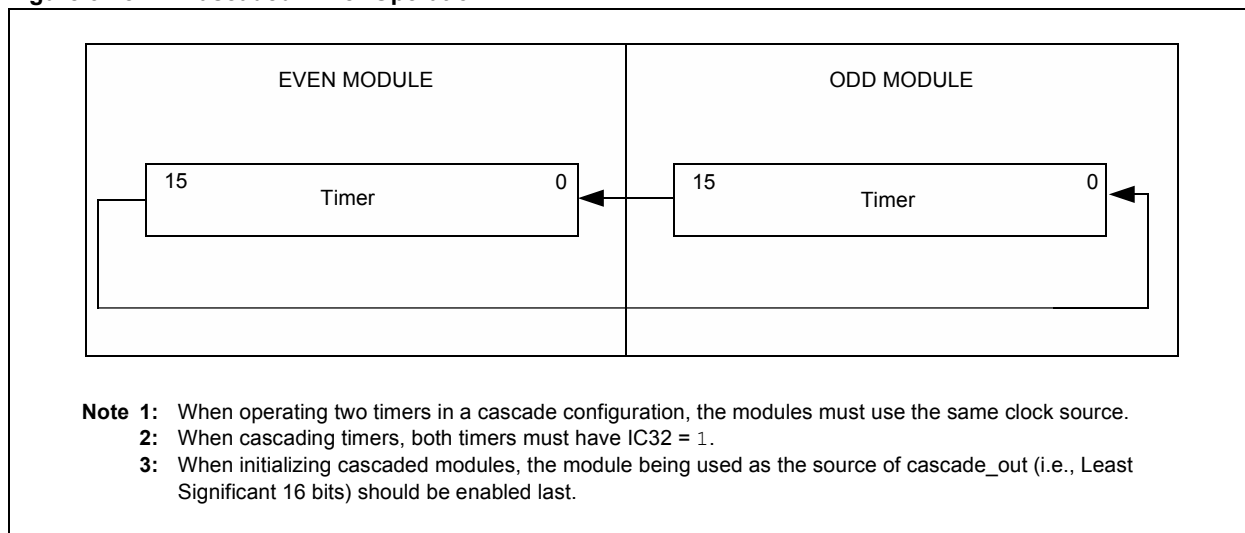 EVEN MODULE
ODD MODULE
15 Timer 0
15 Timer 0
Note 1: When operating two timers in a cascade configuration, the modules must use the same clock source.
2: When cascading timers, both timers must have IC32 = 1.
3: When initializing cascaded modules, the module being used as the source of cascade_out (i.e., Least
Significant 16 bits) should be enabled last.